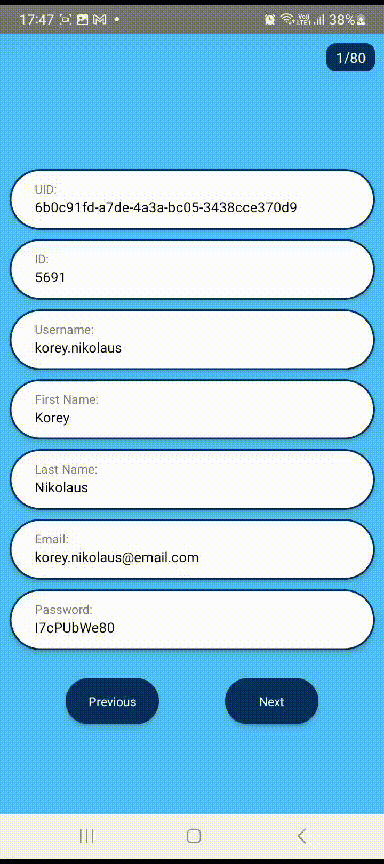 17:47 38%
1/80
UID:
6b0c91fd-a7de-4a3a-bc05-3438cce370d9
ID:
5691
Username:
korey.nikolaus
First Name:
Korey
Last Name:
Nikolaus
Email:
korey.nikolaus@email.com
Password:
I7cPUbWe80
Previous Next